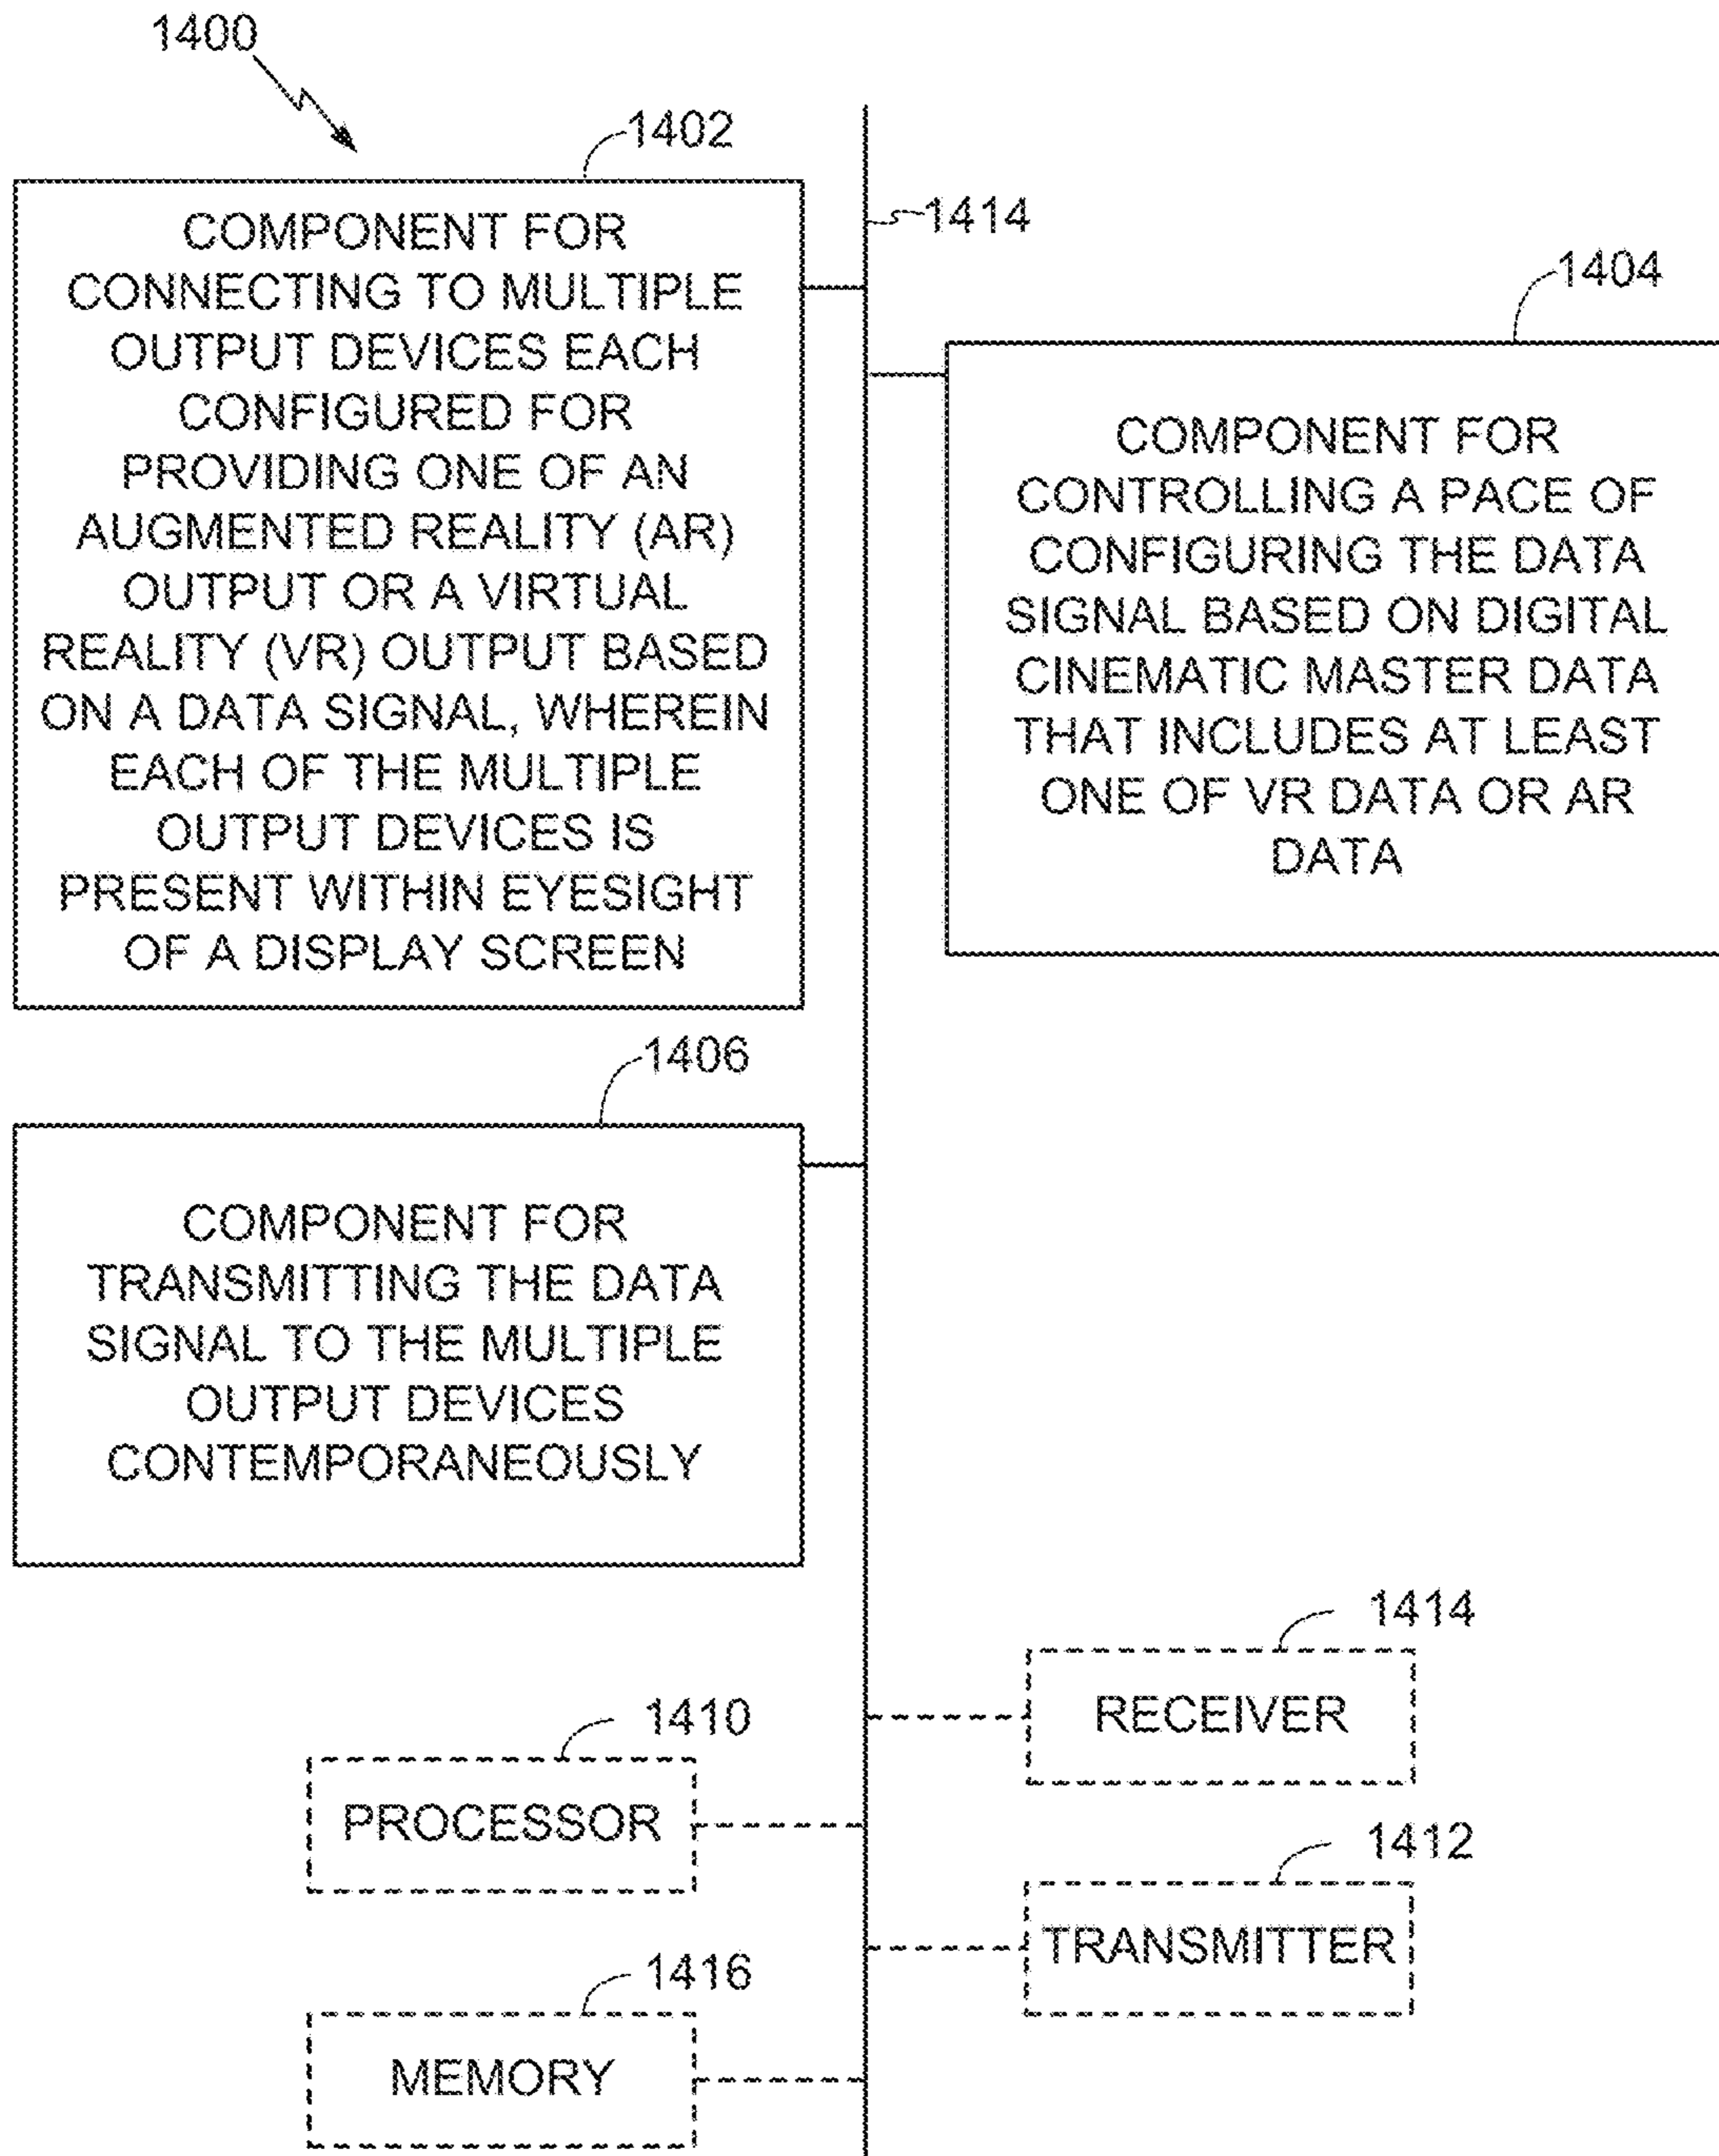 1400
1402
COMPONENT FOR
CONNECTING TO MULTIPLE
OUTPUT DEVICES EACH
CONFIGURED FOR
PROVIDING ONE OF AN
AUGMENTED REALITY (AR)
OUTPUT OR A VIRTUAL
REALITY (VR) OUTPUT BASED
ON A DATA SIGNAL, WHEREIN
EACH OF THE MULTIPLE
OUTPUT DEVICES IS
PRESENT WITHIN EYESIGHT
OF A DISPLAY SCREEN
1414
1404
COMPONENT FOR
CONTROLLING A PACE OF
CONFIGURING THE DATA
SIGNAL BASED ON DIGITAL
CINEMATIC MASTER DATA
THAT INCLUDES AT LEAST
ONE OF VR DATA OR AR
DATA
1406
COMPONENT FOR
TRANSMITTING THE DATA
SIGNAL TO THE MULTIPLE
OUTPUT DEVICES
CONTEMPORANEOUSLY
1414
RECEIVER
1410
PROCESSOR
1412
TRANSMITTER
1416
MEMORY